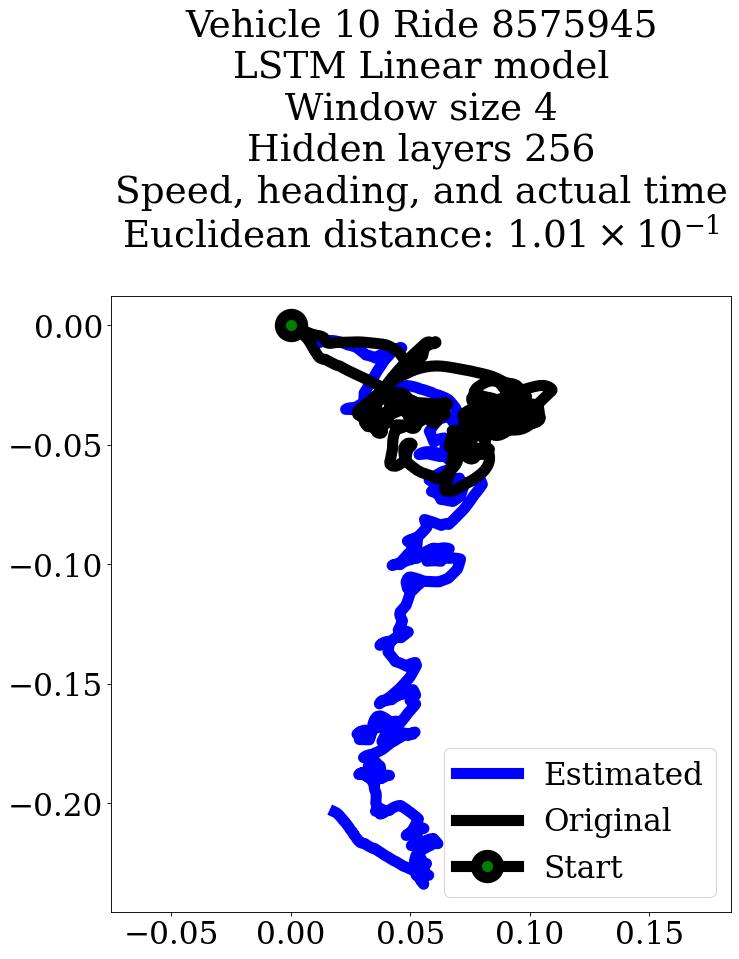 Vehicle 10 Ride 8575945
LSTM Linear model
Window size 4
Hidden layers 256
Speed, heading, and actual time
Euclidean distance: 1.01 × 10⁻¹
0.00
−0.05
−0.10
−0.15
−0.20
Estimated
Original
Start
−0.05 0.00 0.05 0.10 0.15